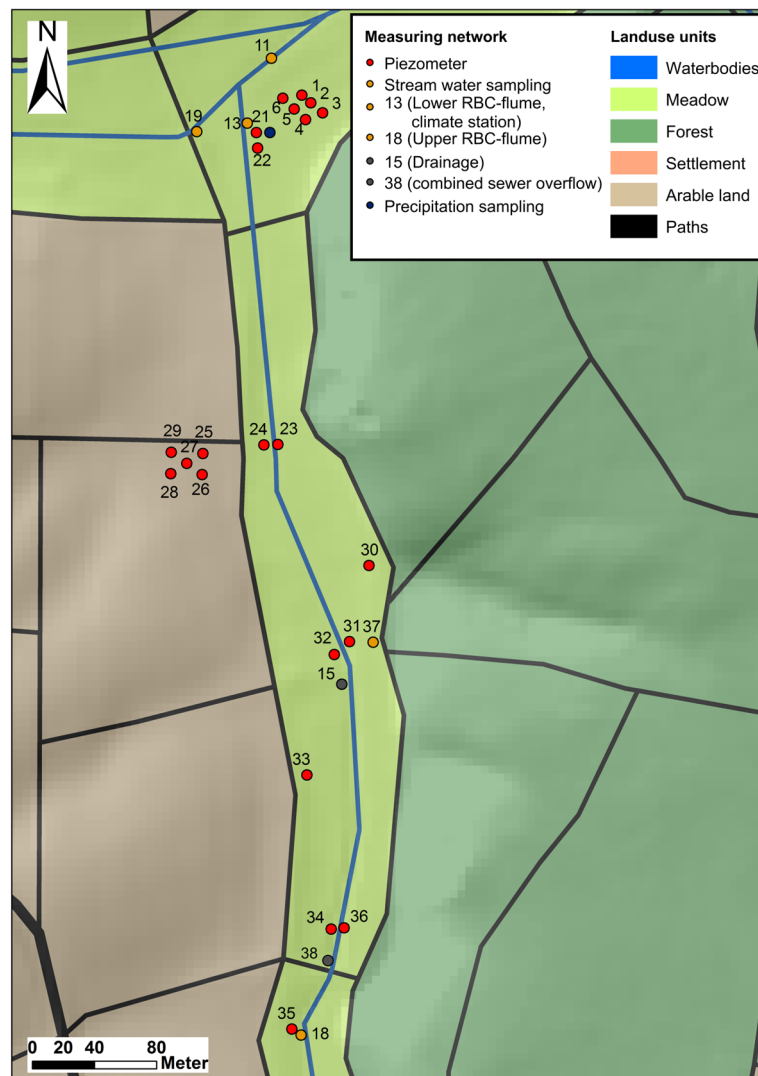 N
11
1
2
6
3
5
4
19
13
21
22
Measuring network
Piezometer
Stream water sampling
13 (Lower RBC-flume,
climate station)
18 (Upper RBC-flume)
15 (Drainage)
38 (combined sewer overflow)
Precipitation sampling
Landuse units
Waterbodies
Meadow
Forest
Settlement
Arable land
Paths
29
25
27
28
26
24
23
30
31
37
32
15
33
34
36
38
35
18
0 20 40 80
Meter